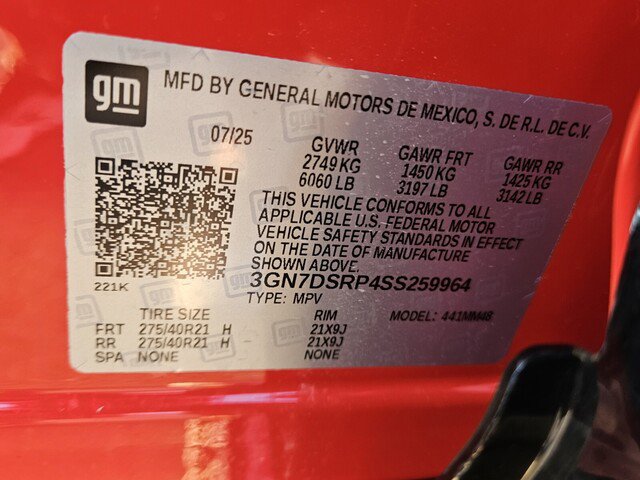 gm
MFD BY GENERAL MOTORS DE MEXICO, S. DE R.L. DE C.V.
07/25 GVWR GAWR FRT GAWR RR
2749 KG 1450 KG 1425 KG
6060 LB 3197 LB 3142 LB
THIS VEHICLE CONFORMS TO ALL
APPLICABLE U.S. FEDERAL MOTOR
VEHICLE SAFETY STANDARDS IN EFFECT
ON THE DATE OF MANUFACTURE
SHOWN ABOVE.
221K 3GN7DSRP4SS259964
TYPE: MPV MODEL: 441MM48
TIRE SIZE RIM
FRT 275/40R21 H 21X9J
RR 275/40R21 H 21X9J
SPA NONE NONE